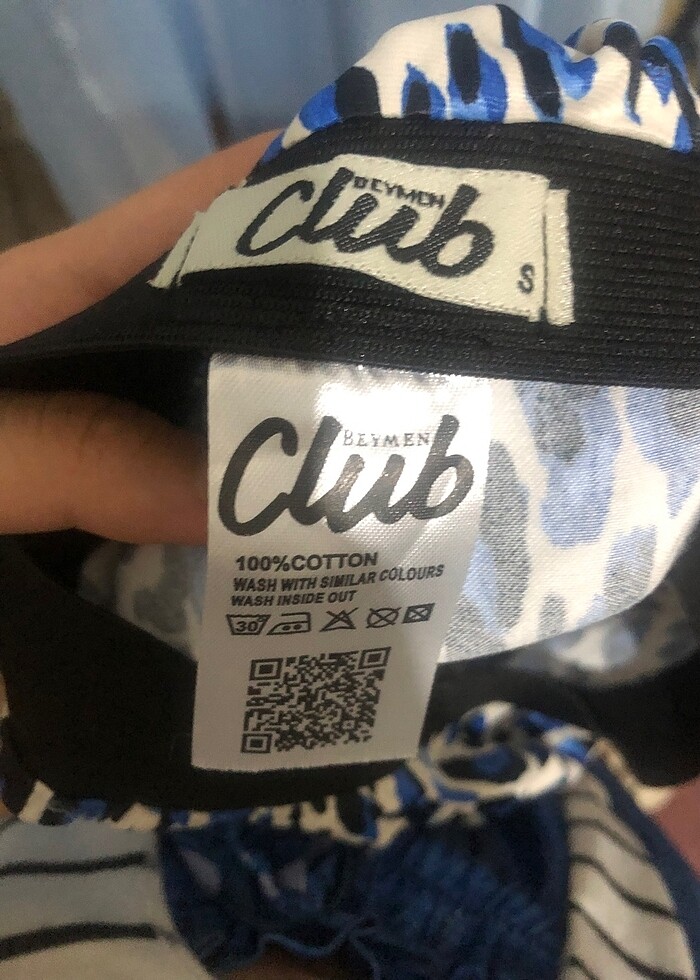 BEYMEN
Club
S
BEYMEN
Club
100%COTTON
WASH WITH SIMILAR COLOURS
WASH INSIDE OUT
30°